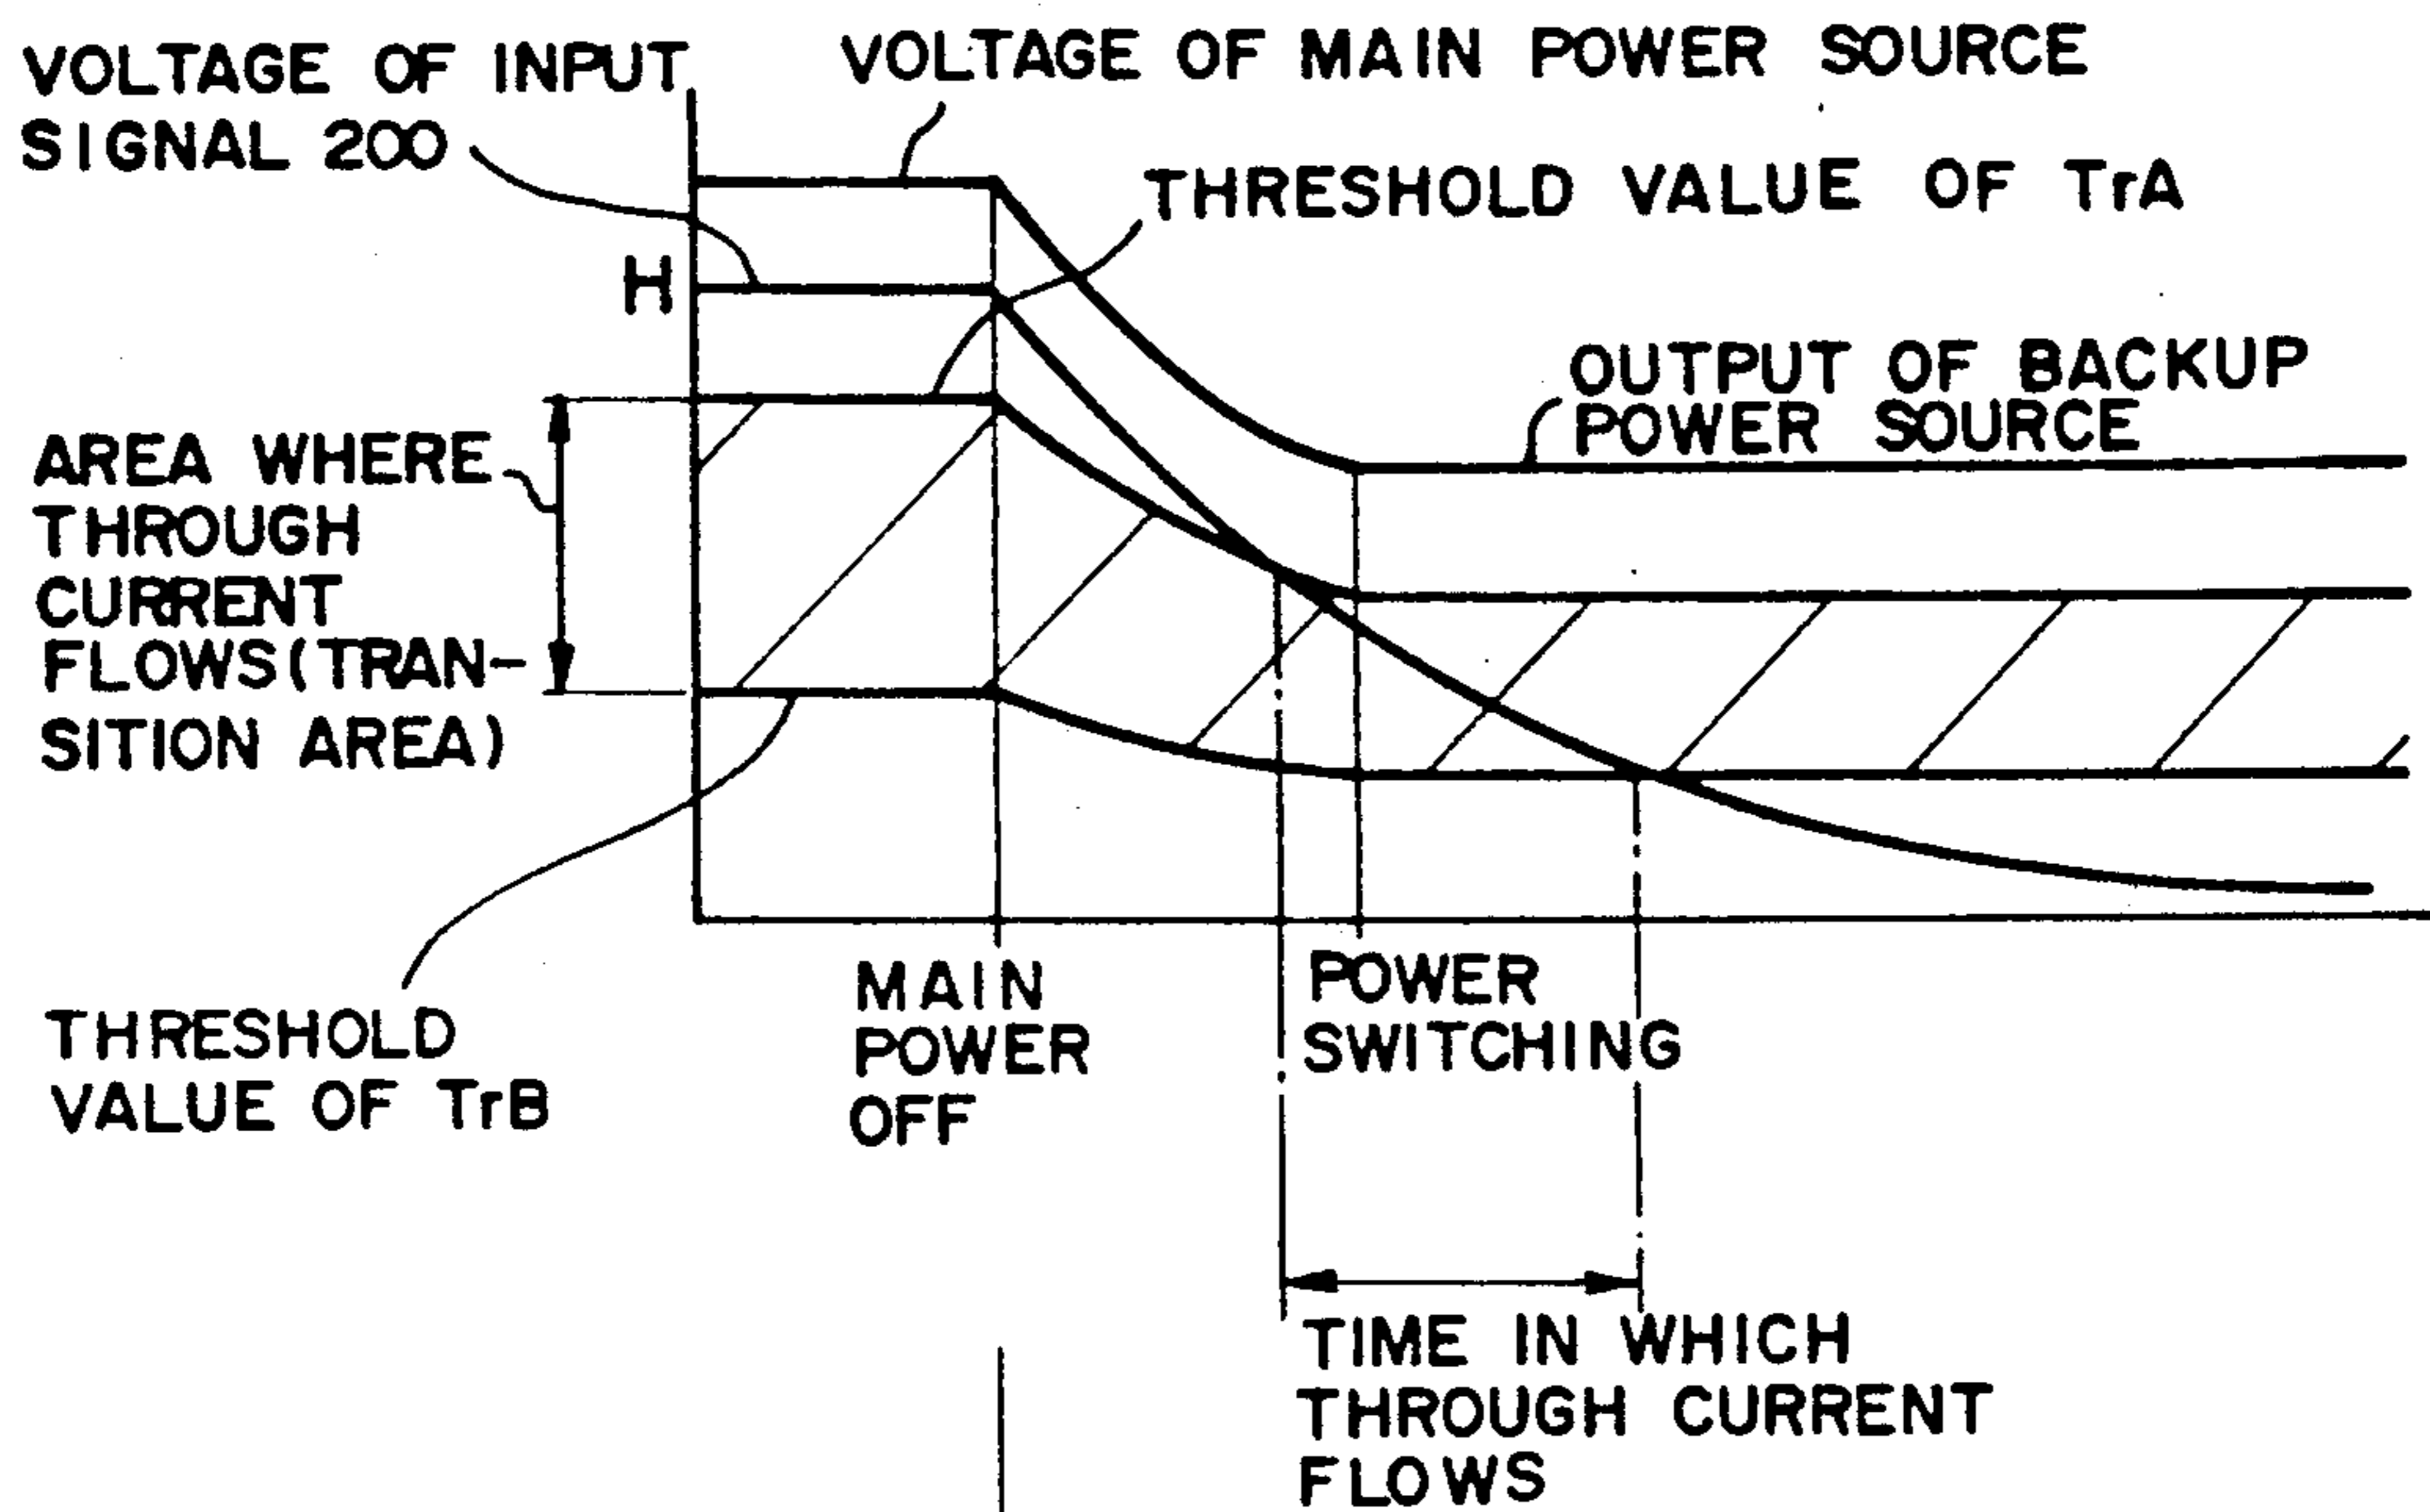 VOLTAGE OF INPUT
SIGNAL 200
VOLTAGE OF MAIN POWER SOURCE
THRESHOLD VALUE OF TrA
H
OUTPUT OF BACKUP
POWER SOURCE
AREA WHERE
THROUGH
CURRENT
FLOWS(TRAN-
SITION AREA)
THRESHOLD
VALUE OF TrB
MAIN
POWER
OFF
POWER
SWITCHING
TIME IN WHICH
THROUGH CURRENT
FLOWS